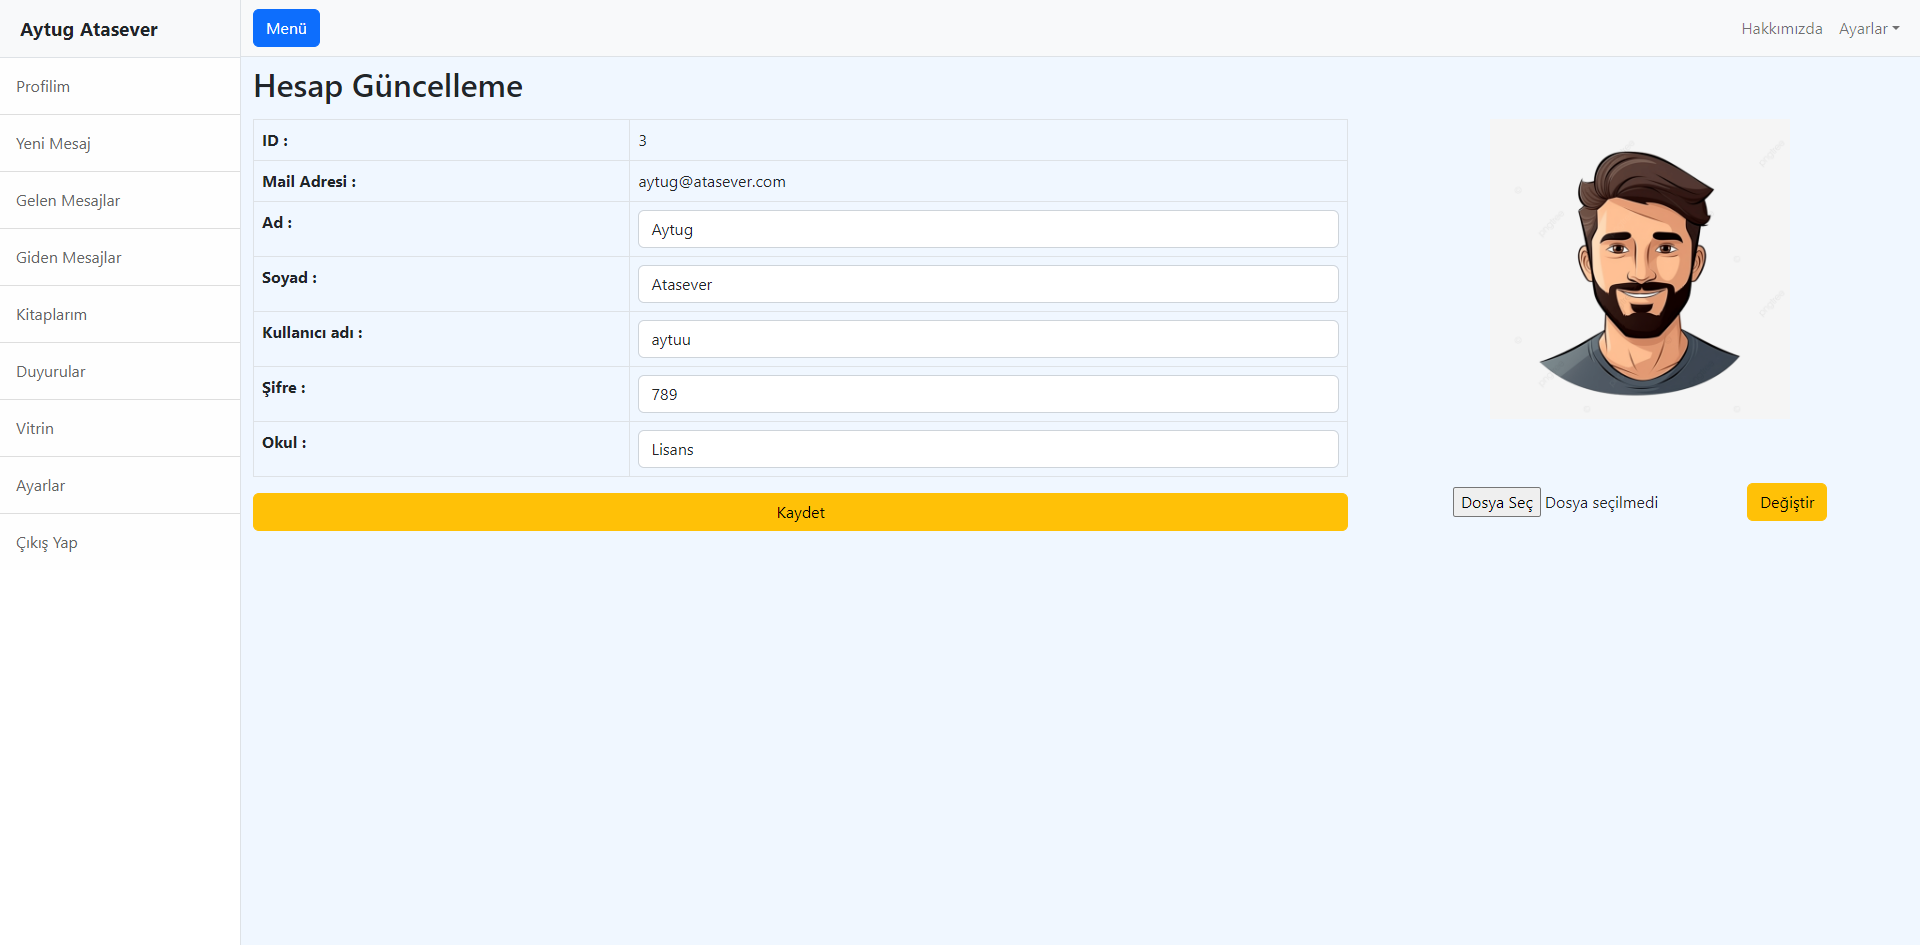 Aytug Atasever
Menü
Hakkımızda
Ayarlar
Profilim
Yeni Mesaj
Gelen Mesajlar
Giden Mesajlar
Kitaplarım
Duyurular
Vitrin
Ayarlar
Çıkış Yap
Hesap Güncelleme
ID : 3
Mail Adresi : aytug@atasever.com
Ad : Aytug
Soyad : Atasever
Kullanıcı adı : aytuu
Şifre : 789
Okul : Lisans
Kaydet
Dosya Seç Dosya seçilmedi
Değiştir